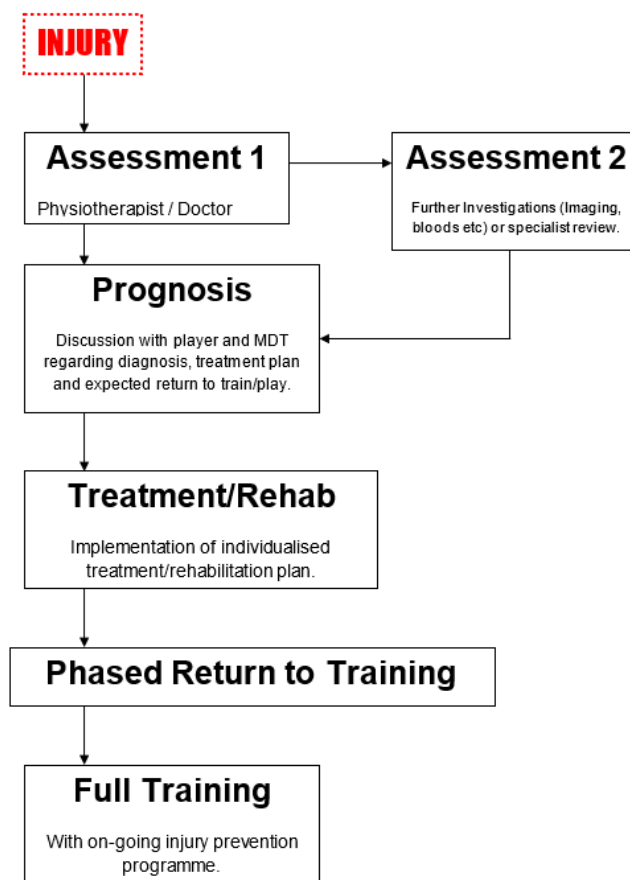 INJURY
Assessment 1
Physiotherapist / Doctor
Assessment 2
Further Investigations (Imaging,
bloods etc) or specialist review.
Prognosis
Discussion with player and MDT
regarding diagnosis, treatment plan
and expected return to train/play.
Treatment/Rehab
Implementation of individualised
treatment/rehabilitation plan.
Phased Return to Training
Full Training
With on-going injury prevention
programme.